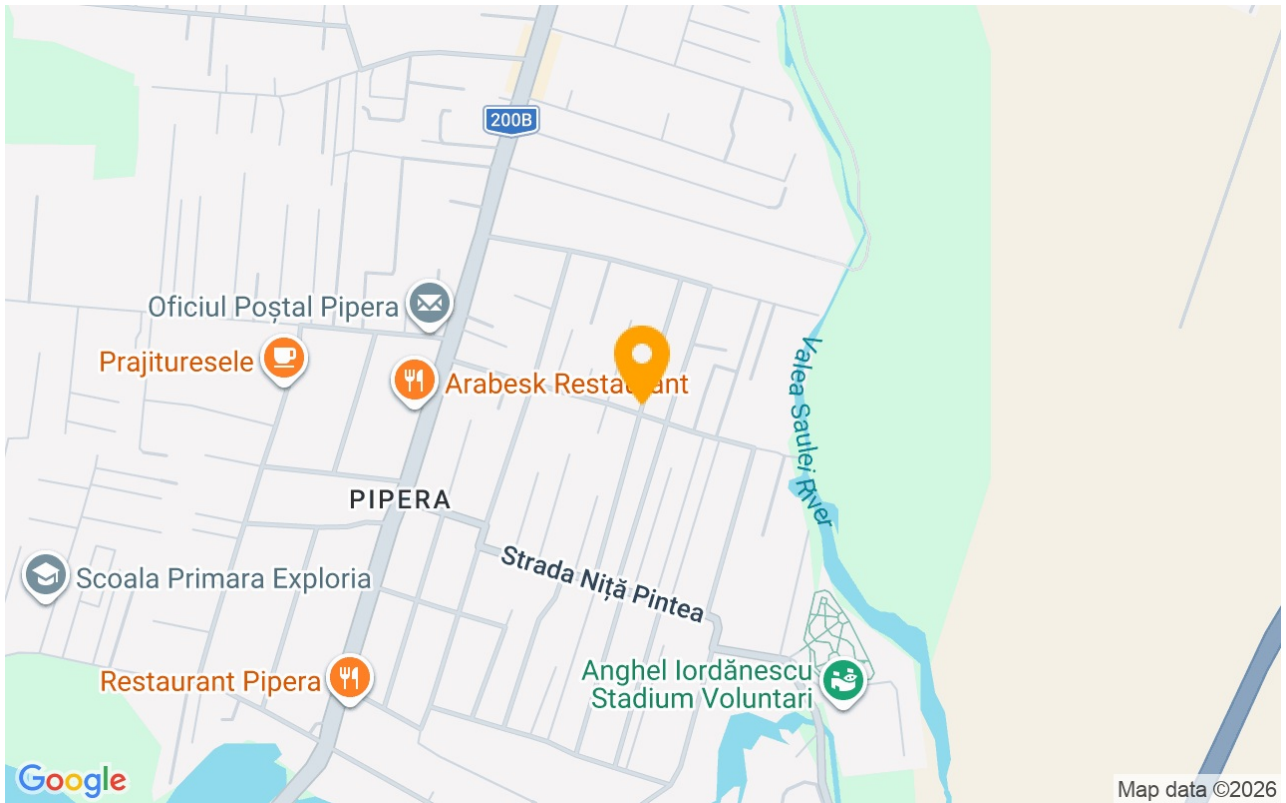 200B
Oficiul Poștal Pipera
Prajituresele
Arabesk Restaurant
Valea Saulei River
PIPERA
Strada Niță Pintea
Scoala Primara Exploria
Restaurant Pipera
Anghel Iordănescu
Stadium Voluntari
Google
Map data ©2026